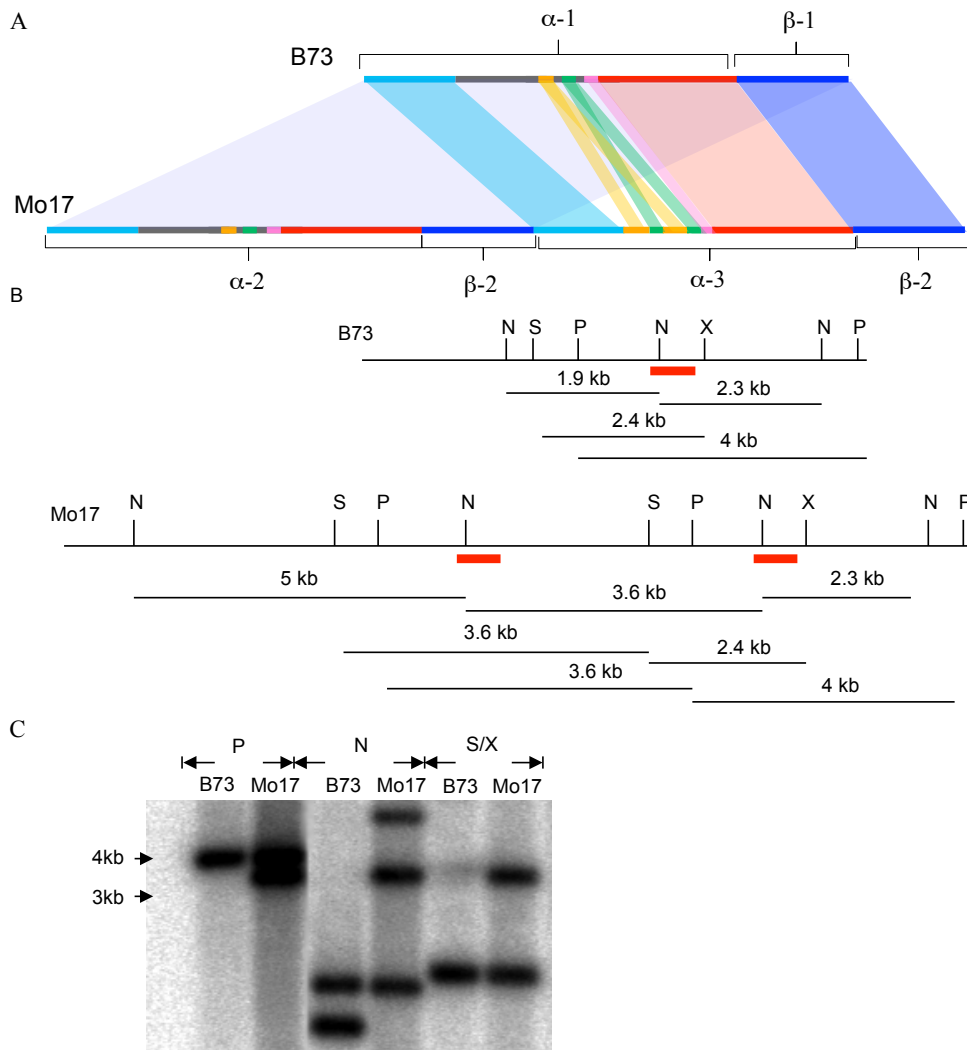 A
α-1
β-1
B73
Mo17
α-2
β-2
α-3
β-2
B
B73
N S P N X N P
1.9 kb
2.3 kb
2.4 kb
4 kb
Mo17
N S P N S P N X N P
5 kb
3.6 kb
2.3 kb
3.6 kb
2.4 kb
3.6 kb
4 kb
C
P N S/X
B73 Mo17 B73 Mo17 B73 Mo17
4kb
3kb